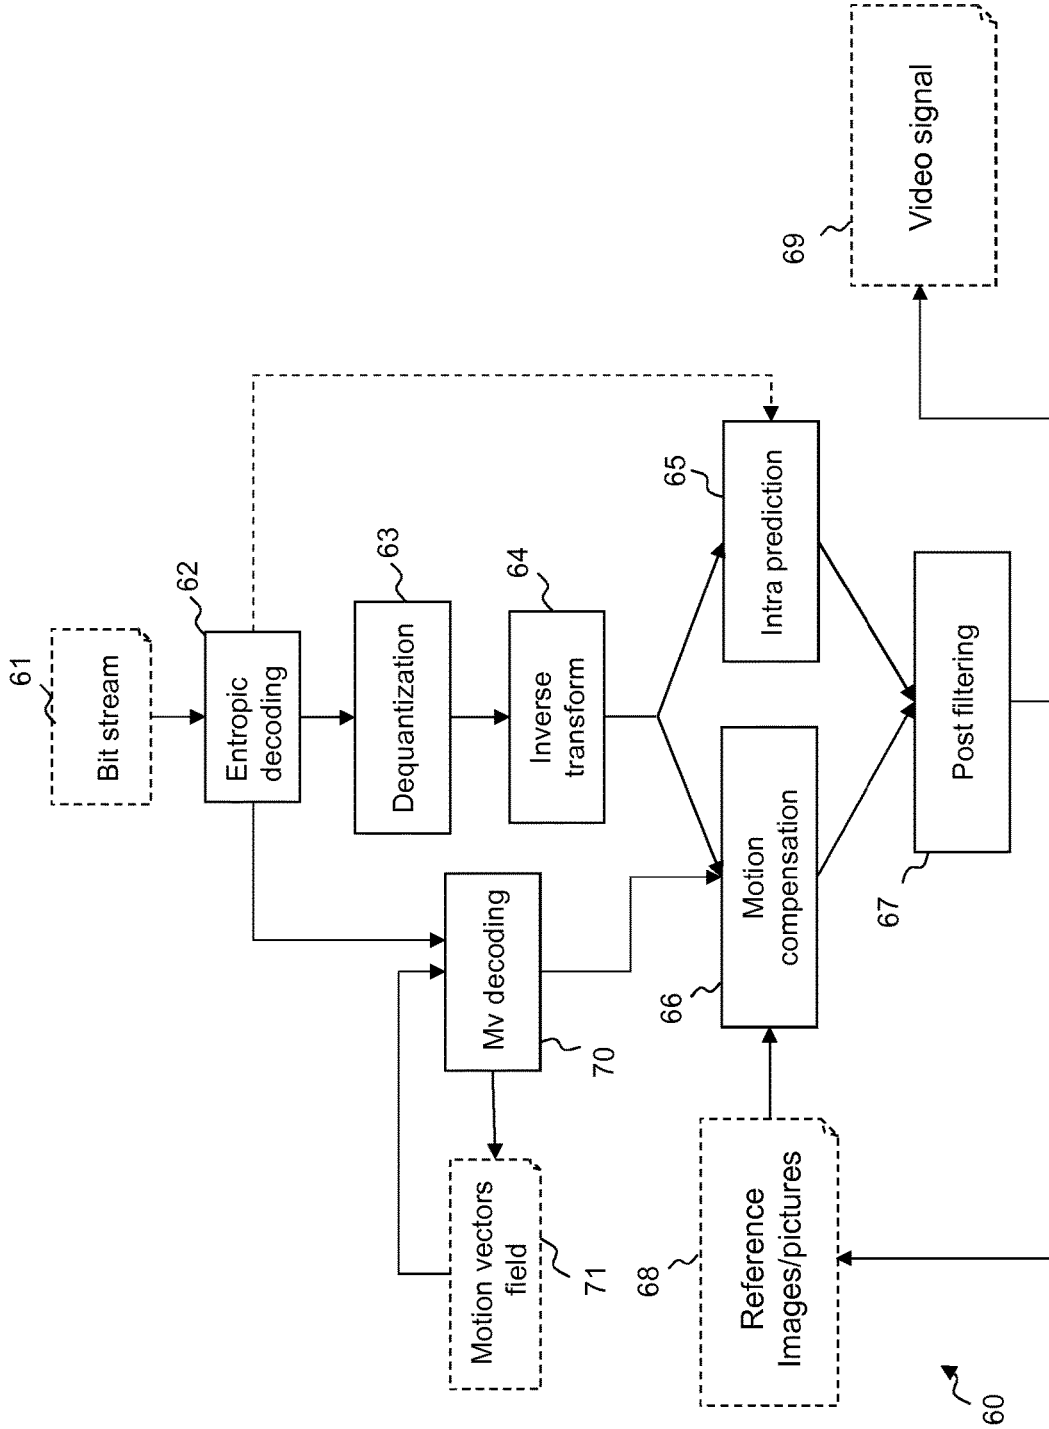 61
Bit stream
62
Entropic
decoding
63
Dequantization
64
Inverse
transform
65
Intra prediction
66
Motion
compensation
67
Post filtering
68
Reference
Images/pictures
69
Video signal
70
Mv decoding
71
Motion vectors
field
60